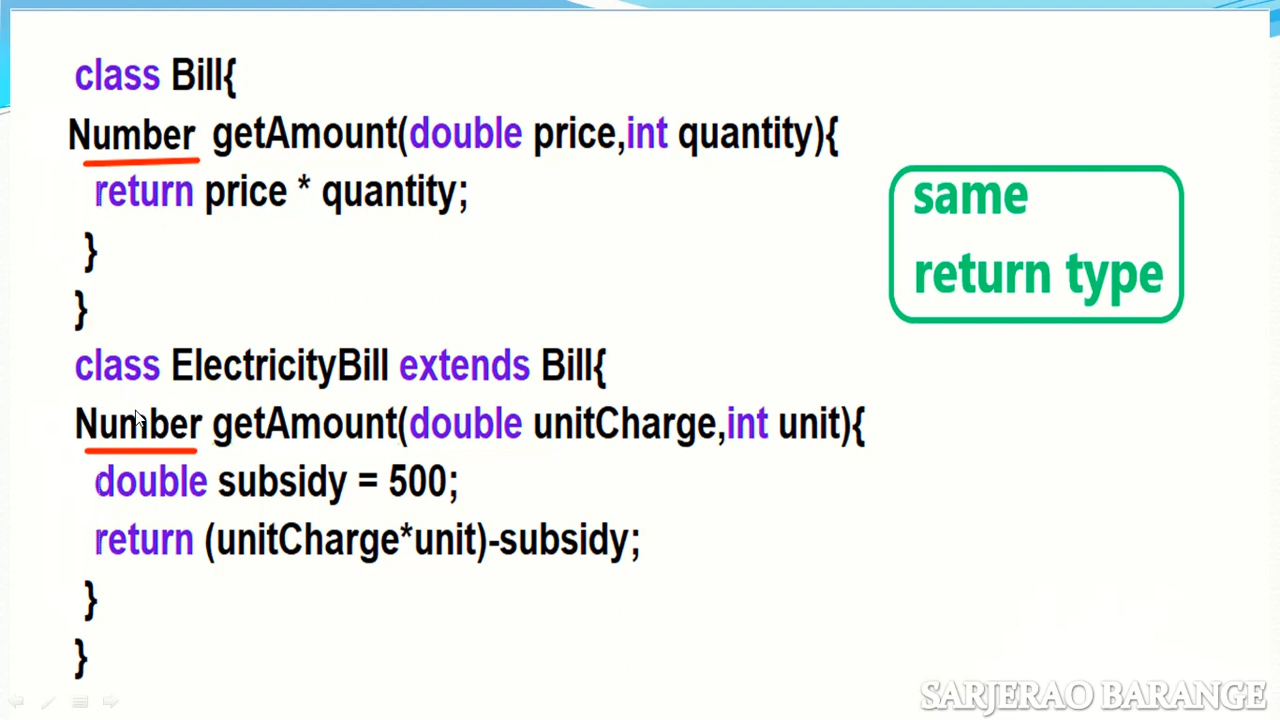 class Bill{
Number getAmount(double price,int quantity){
return price * quantity;
}
}
class ElectricityBill extends Bill{
Number getAmount(double unitCharge,int unit){
double subsidy = 500;
return (unitCharge*unit)-subsidy;
}
}
same
return type
SARJERAO BARANGE